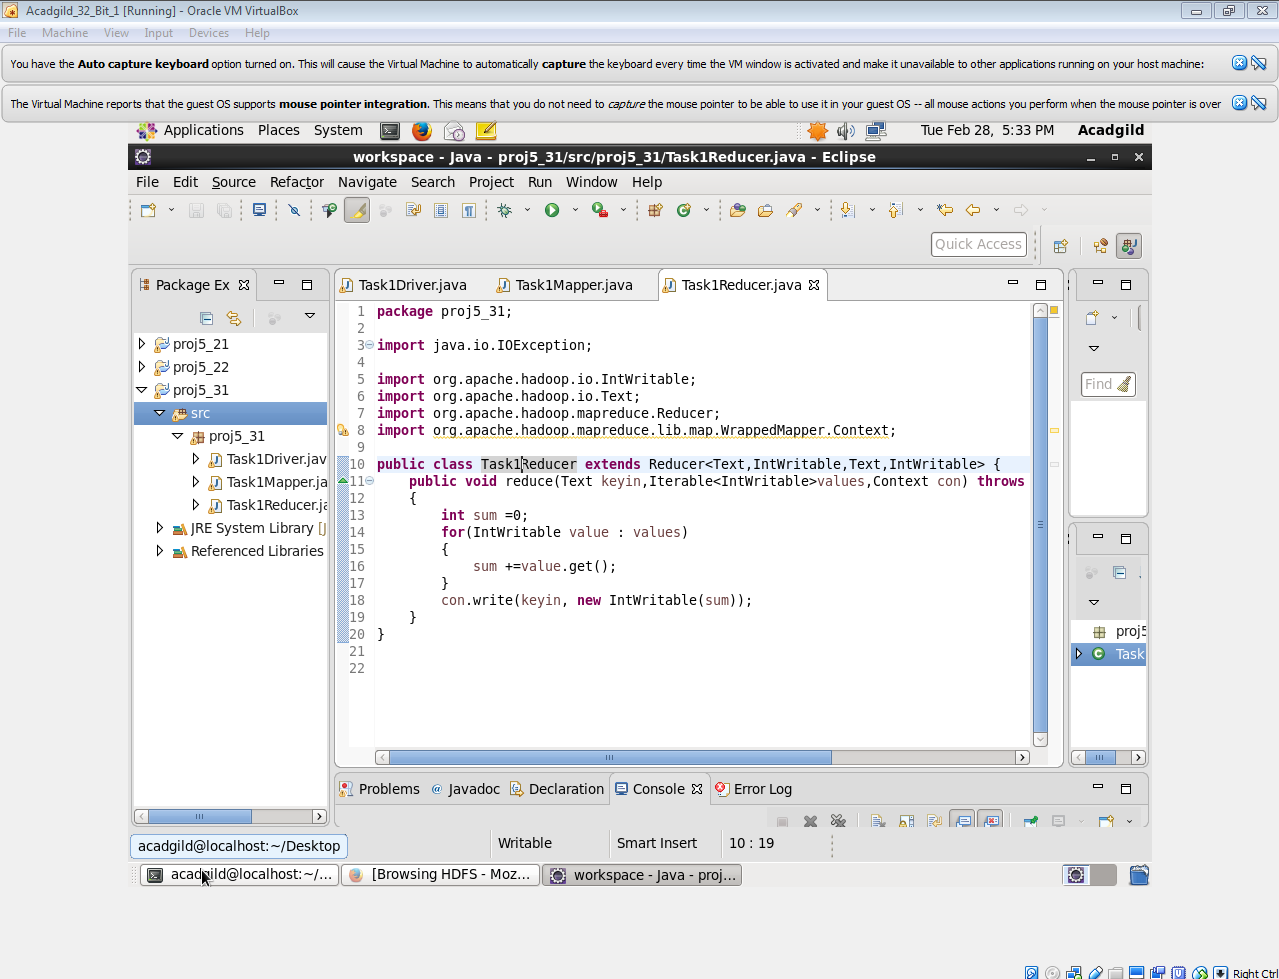 Acadgild_32_Bit_1 [Running] - Oracle VM VirtualBox
File Machine View Input Devices Help
You have the Auto capture keyboard option turned on. This will cause the Virtual Machine to automatically capture the keyboard every time the VM window is activated and make it unavailable to other applications running on your host machine:
The Virtual Machine reports that the guest OS supports mouse pointer integration. This means that you do not need to capture the mouse pointer to be able to use it in your guest OS -- all mouse actions you perform when the mouse pointer is over
Applications Places System Tue Feb 28, 5:33 PM Acadgild
workspace - Java - proj5_31/src/proj5_31/Task1Reducer.java - Eclipse
File Edit Source Refactor Navigate Search Project Run Window Help
Quick Access
Package Ex Task1Driver.java Task1Mapper.java Task1Reducer.java
proj5_21
proj5_22
proj5_31
src
proj5_31
Task1Driver.jav
Task1Mapper.ja
Task1Reducer.ja
JRE System Library [J
Referenced Libraries
1 package proj5_31;
2
3 import java.io.IOException;
4
5 import org.apache.hadoop.io.IntWritable;
6 import org.apache.hadoop.io.Text;
7 import org.apache.hadoop.mapreduce.Reducer;
8 import org.apache.hadoop.mapreduce.lib.map.WrappedMapper.Context;
9
10 public class Task1Reducer extends Reducer<Text,IntWritable,Text,IntWritable> {
11 public void reduce(Text keyin,Iterable<IntWritable>values,Context con) throws
12 {
13 int sum =0;
14 for(IntWritable value : values)
15 {
16 sum +=value.get();
17 }
18 con.write(keyin, new IntWritable(sum));
19 }
20 }
21
22
Find
proj5
Task
Problems @ Javadoc Declaration Console Error Log
acadgild@localhost:~/Desktop Writable Smart Insert 10 : 19
acadgild@localhost:~/... [Browsing HDFS - Moz... workspace - Java - proj...
Right Ctrl